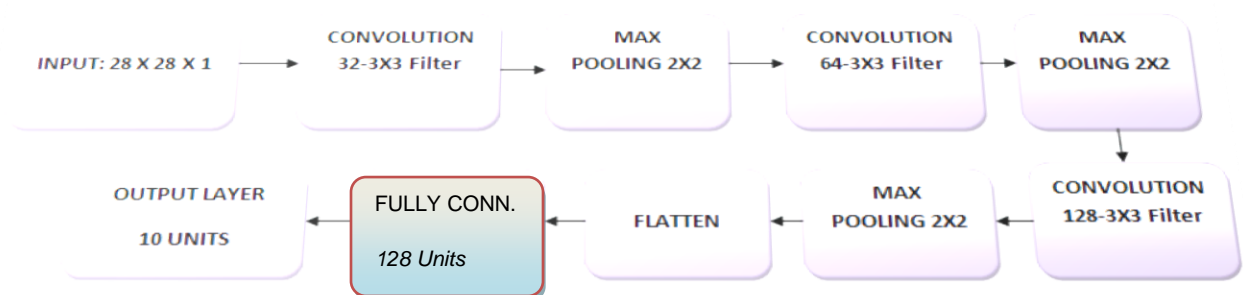 INPUT: 28 X 28 X 1
CONVOLUTION
32-3X3 Filter
MAX
POOLING 2X2
CONVOLUTION
64-3X3 Filter
MAX
POOLING 2X2
CONVOLUTION
128-3X3 Filter
MAX
POOLING 2X2
FLATTEN
FULLY CONN.
128 Units
OUTPUT LAYER
10 UNITS